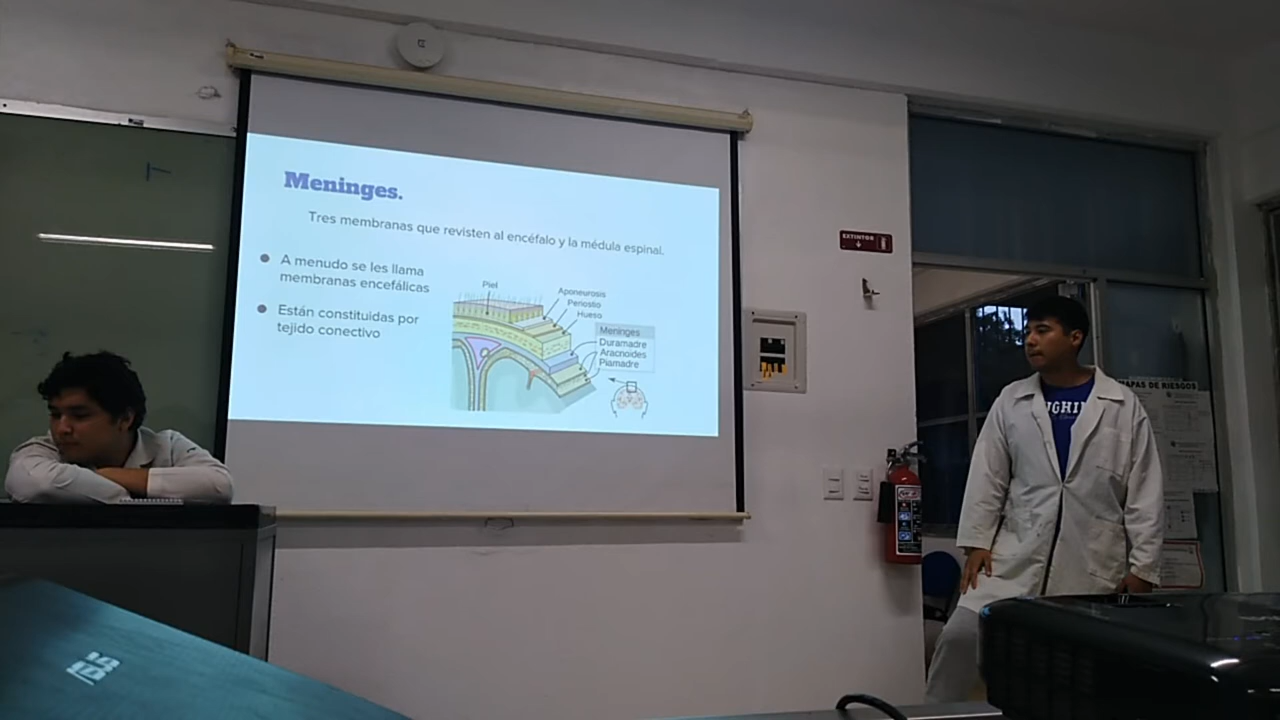 Meninges.
Tres membranas que revisten al encéfalo y la médula espinal.
A menudo se les llama
membranas encefálicas
Están constituidas por
tejido conectivo
Piel
Aponeurosis
Periostio
Hueso
Meninges
Duramadre
Aracnoides
Piamadre
EXTINTOR
MAPAS DE RIESGOS